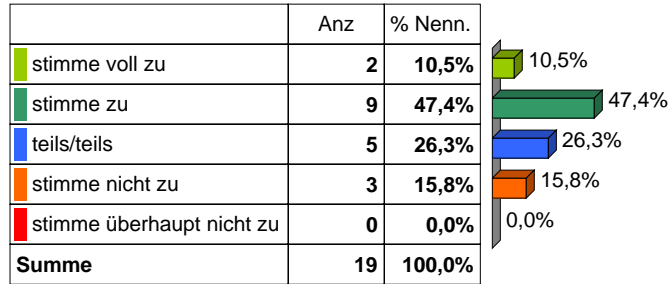 Anz % Nenn.
stimme voll zu 2 10,5% 10,5%
stimme zu 9 47,4% 47,4%
teils/teils 5 26,3% 26,3%
stimme nicht zu 3 15,8% 15,8%
stimme überhaupt nicht zu 0 0,0% 0,0%
Summe 19 100,0%